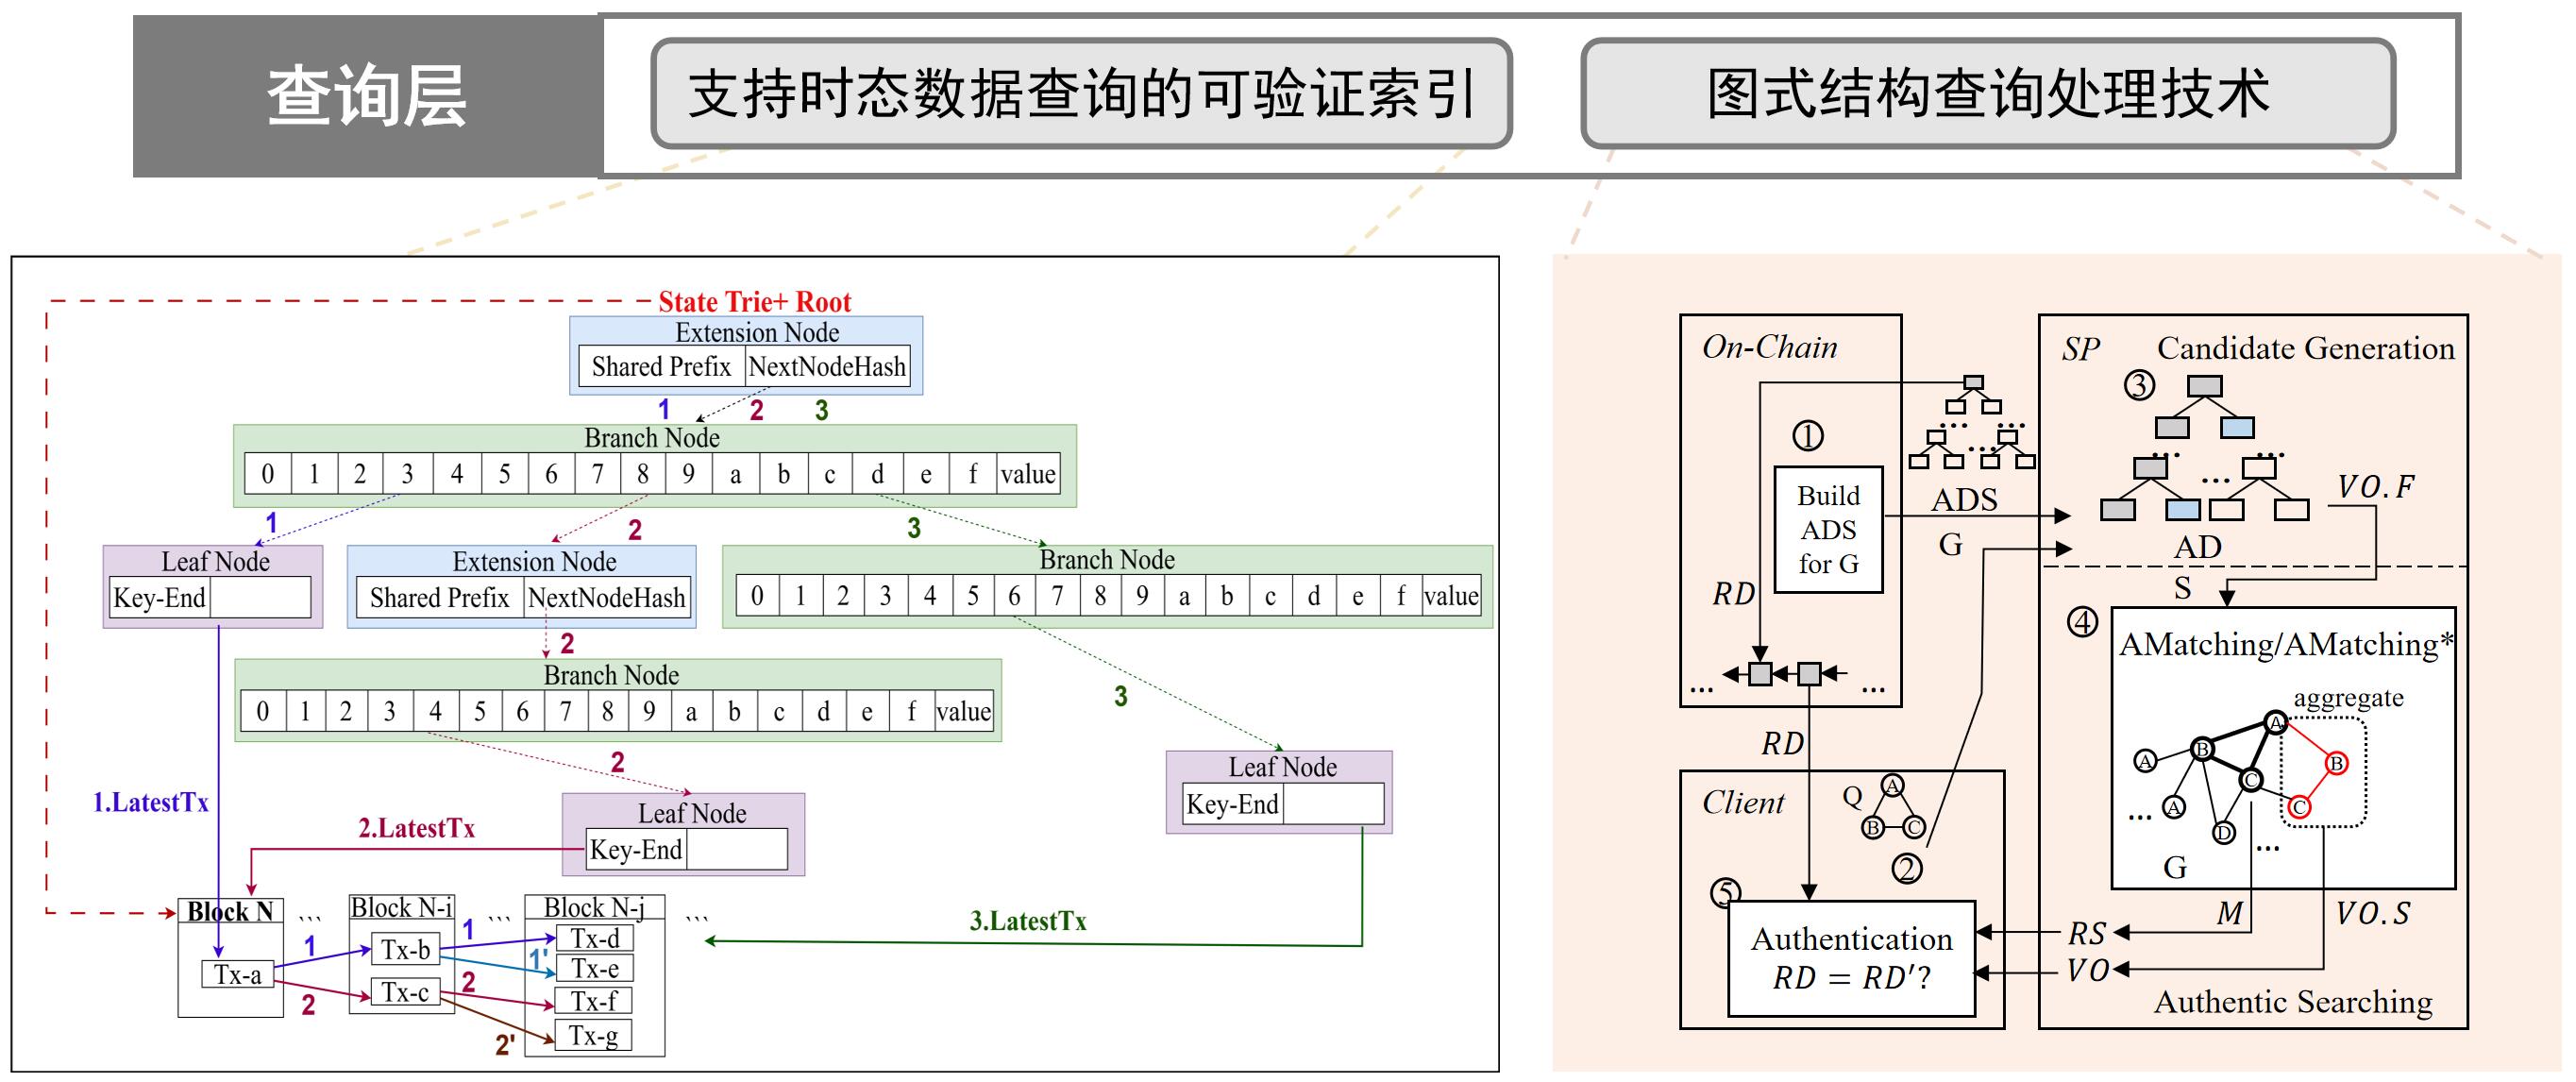 查询层
支持时态数据查询的可验证索引
图式结构查询处理技术
State Trie+ Root
Extension Node
Shared Prefix NextNodeHash
1 2 3
Branch Node
0 1 2 3 4 5 6 7 8 9 a b c d e f value
1 2 3
Leaf Node
Key-End
Extension Node
Shared Prefix NextNodeHash
Branch Node
0 1 2 3 4 5 6 7 8 9 a b c d e f value
2
3
Branch Node
0 1 2 3 4 5 6 7 8 9 a b c d e f value
2
Leaf Node
Key-End
Leaf Node
Key-End
1.LatestTx
2.LatestTx
3.LatestTx
Block N
```
Block N-i
```
Block N-j
```
Tx-a
1
2
Tx-b
Tx-c
1
1'
2
2'
Tx-d
Tx-e
Tx-f
Tx-g
On-Chain
①
Build
ADS
for G
RD
...
...
RD
... ...
...
ADS
G
SP
Candidate Generation
③
... ...
...
VO.F
AD
S
④
AMatching/AMatching*
aggregate
A
B
B
A
C
C
A
D
...
...
G
M
VO.S
RS
VO
Authentic Searching
Client
Q
A
B
C
②
⑤
Authentication
RD = RD′?